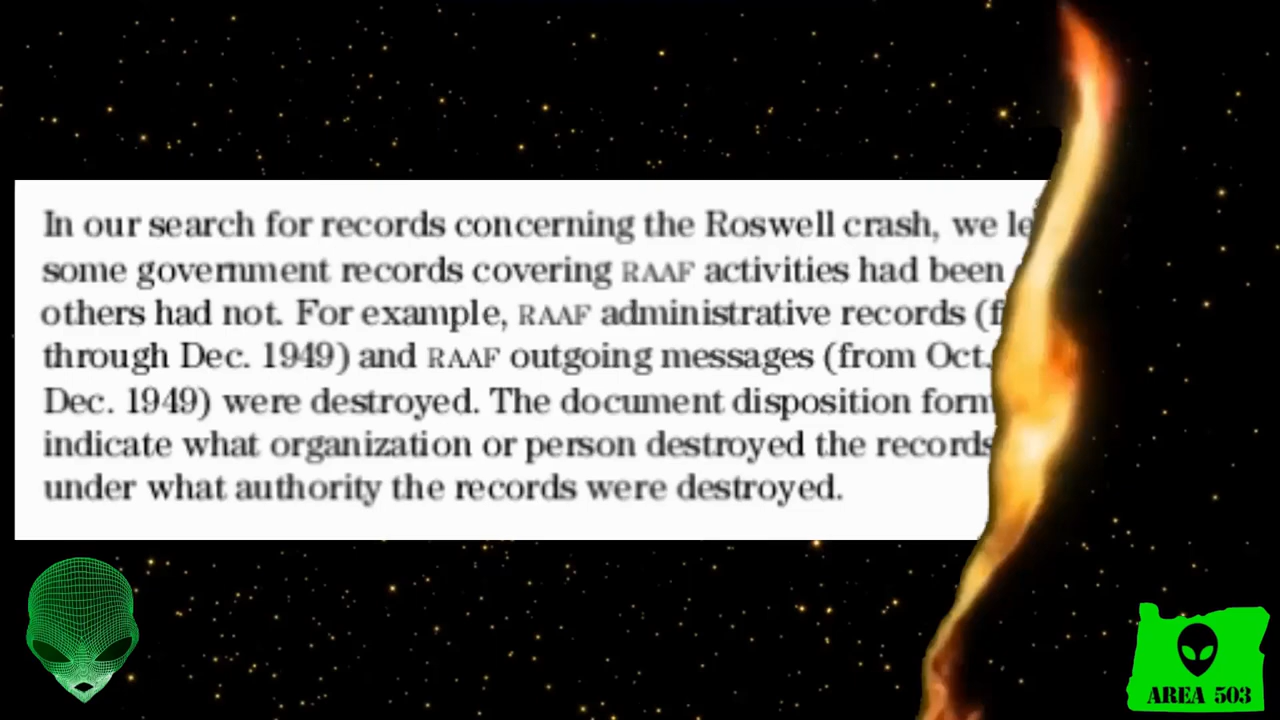 In our search for records concerning the Roswell crash, we le
some government records covering RAAF activities had been
others had not. For example, RAAF administrative records (f
through Dec. 1949) and RAAF outgoing messages (from Oct.
Dec. 1949) were destroyed. The document disposition form
indicate what organization or person destroyed the records
under what authority the records were destroyed.
AREA 503